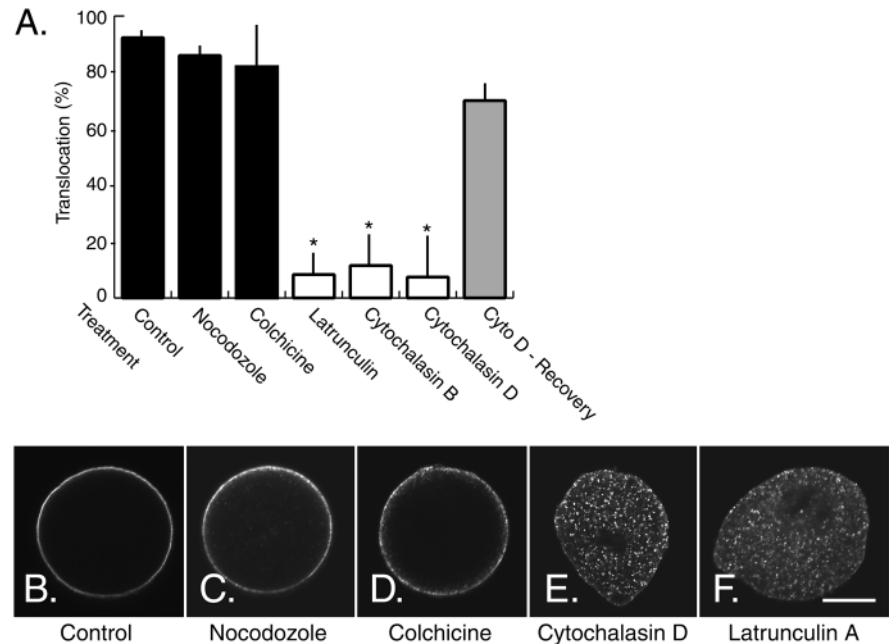 A.
Translocation (%)
100
80
60
40
20
0
* * *
Treatment
Control
Nocodozole
Colchicine
Latrunculin
Cytochalasin B
Cytochalasin D
Cyto D - Recovery
B. C. D. E. F.
Control Nocodozole Colchicine Cytochalasin D Latrunculin A